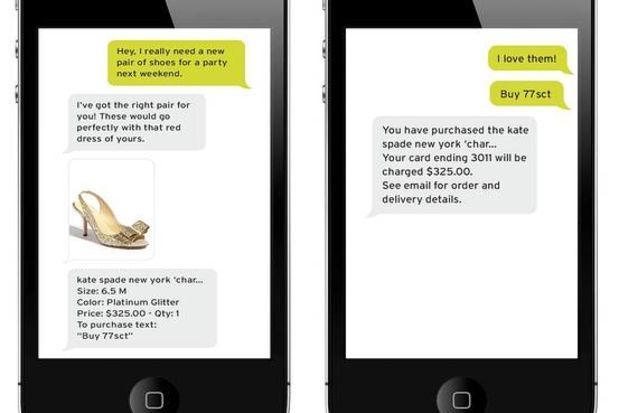 Hey, I really need a new
pair of shoes for a party
next weekend.
I've got the right pair for
you! These would go
perfectly with that red
dress of yours.
kate spade new york 'char...
Size: 6.5 M
Color: Platinum Glitter
Price: $325.00 · Qty: 1
To purchase text:
"Buy 77sct"
I love them!
Buy 77sct
You have purchased the kate
spade new york 'char...
Your card ending 3011 will be
charged $325.00.
See email for order and
delivery details.